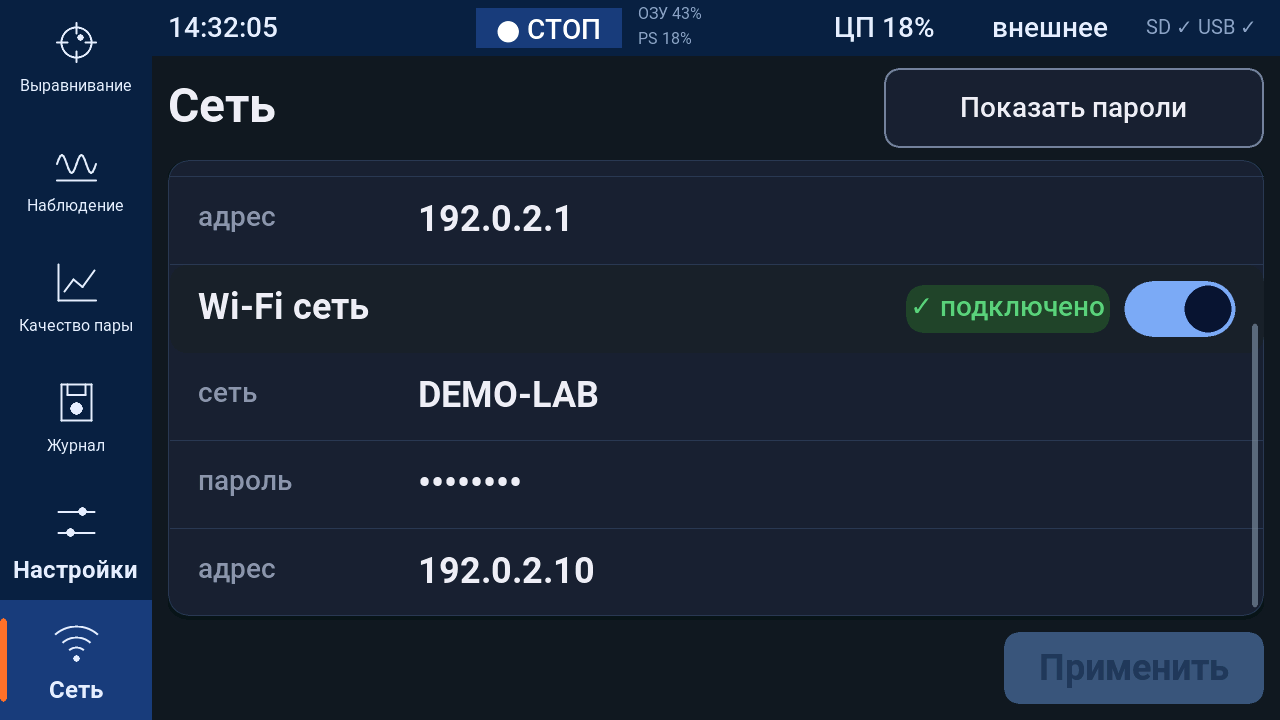 14:32:05
● СТОП
ОЗУ 43%
PS 18%
ЦП 18%
внешнее
SD ✓ USB ✓
Выравнивание
Наблюдение
Качество пары
Журнал
Настройки
Сеть
Сеть
Показать пароли
адрес 192.0.2.1
Wi-Fi сеть ✓ подключено
сеть DEMO-LAB
пароль ••••••••
адрес 192.0.2.10
Применить